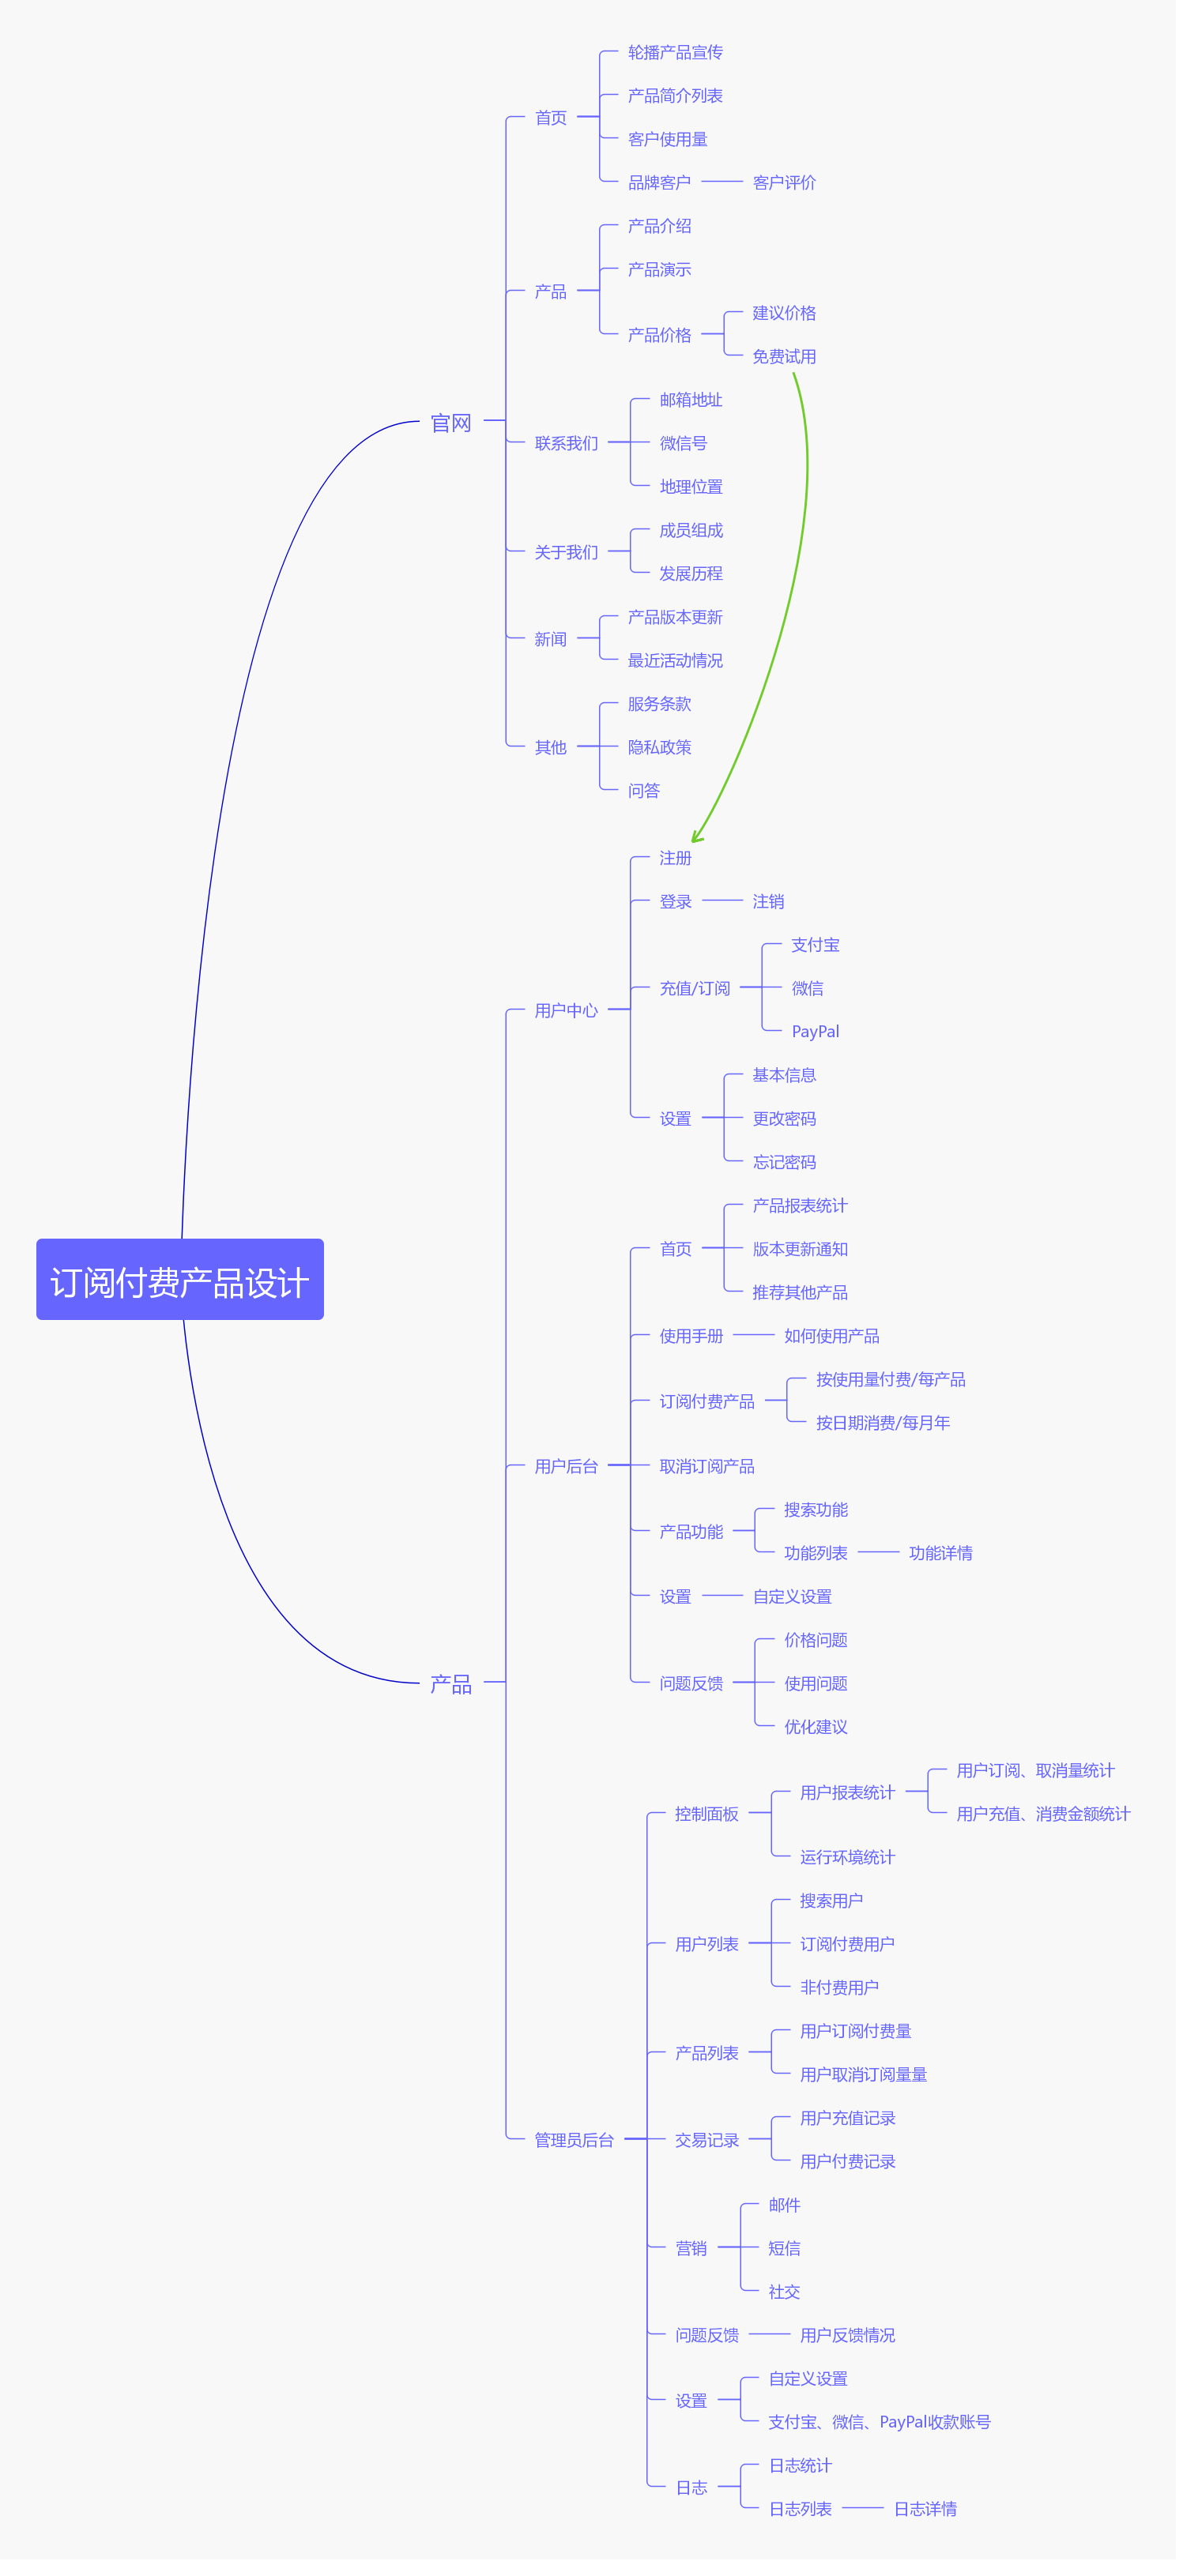 轮播产品宣传
产品简介列表
首页
客户使用量
品牌客户
客户评价
产品介绍
产品演示
产品
建议价格
产品价格
免费试用
邮箱地址
官网
联系我们
微信号
地理位置
成员组成
关于我们
发展历程
产品版本更新
新闻
最近活动情况
服务条款
其他
隐私政策
问答
注册
登录
注销
支付宝
充值/订阅
微信
用户中心
PayPal
基本信息
设置
更改密码
忘记密码
产品报表统计
首页
版本更新通知
订阅付费产品设计
推荐其他产品
使用手册
如何使用产品
按使用量付费/每产品
订阅付费产品
按日期消费/每月年
用户后台
取消订阅产品
搜索功能
产品功能
功能列表
功能详情
设置
自定义设置
价格问题
产品
问题反馈
使用问题
优化建议
用户订阅、取消量统计
用户报表统计
控制面板
用户充值、消费金额统计
运行环境统计
搜索用户
用户列表
订阅付费用户
非付费用户
用户订阅付费量
产品列表
用户取消订阅量量
用户充值记录
管理员后台
交易记录
用户付费记录
邮件
营销
短信
社交
问题反馈
用户反馈情况
自定义设置
设置
支付宝、微信、PayPal收款账号
日志统计
日志
日志列表
日志详情